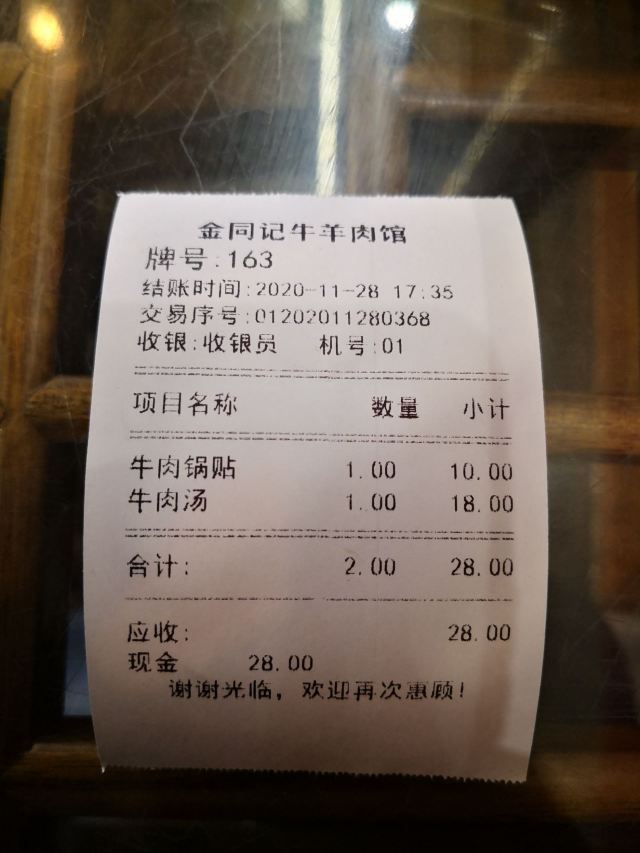 金同记牛羊肉馆
牌号:163
结账时间:2020-11-28 17:35
交易序号:01202011280368
收银:收银员 机号:01
项目名称 数量 小计
牛肉锅贴 1.00 10.00
牛肉汤 1.00 18.00
合计: 2.00 28.00
应收: 28.00
现金 28.00
谢谢光临，欢迎再次惠顾！